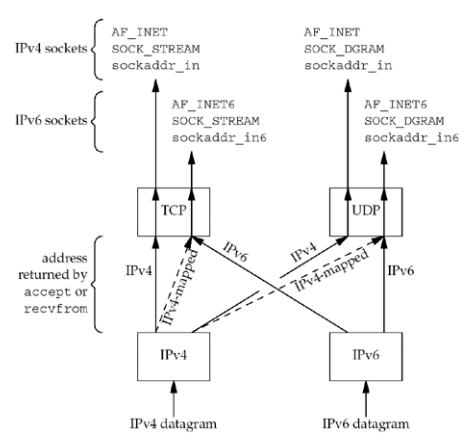 IPv4 sockets
AF_INET
SOCK_STREAM
sockaddr_in
AF_INET
SOCK_DGRAM
sockaddr_in
IPv6 sockets
AF_INET6
SOCK_STREAM
sockaddr_in6
AF_INET6
SOCK_DGRAM
sockaddr_in6
TCP
UDP
address
returned by
accept or
recvfrom
IPv4
IPv4-mapped
IPv6
IPv4
IPv4-mapped
IPv6
IPv4
IPv6
IPv4 datagram
IPv6 datagram